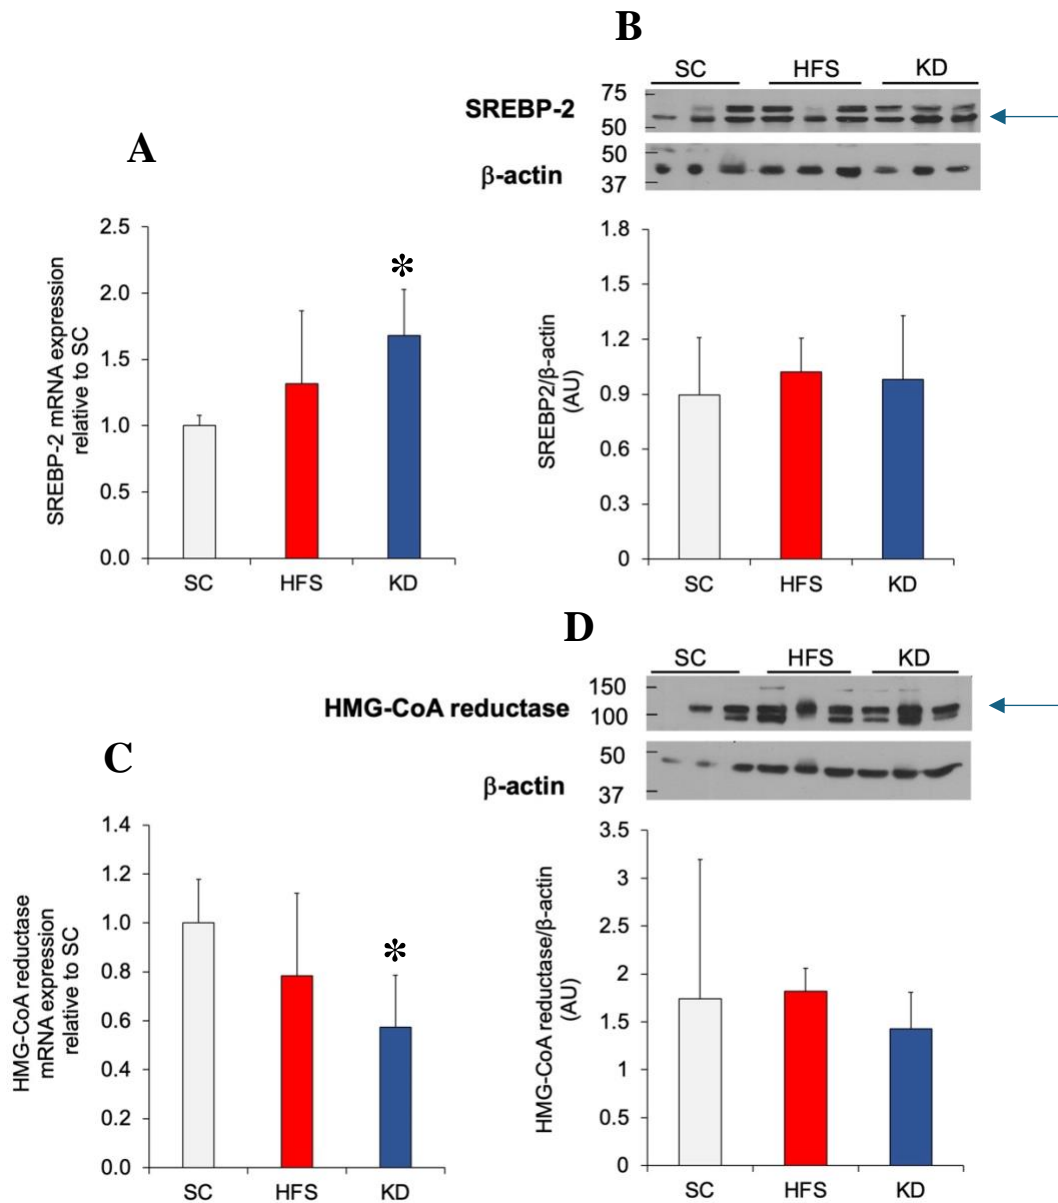 A
SREBP-2 mRNA expression
relative to SC
2.5
2.0
1.5
1.0
0.5
0.0
*
SC HFS KD
B
SC HFS KD
SREBP-2
75
50
β-actin
50
37
SREBP2/β-actin
(AU)
1.8
1.5
1.2
0.9
0.6
0.3
0
SC HFS KD
C
HMG-CoA reductase
mRNA expression
relative to SC
1.4
1.2
1.0
0.8
0.6
0.4
0.2
0.0
*
SC HFS KD
D
SC HFS KD
HMG-CoA reductase
150
100
β-actin
50
37
HMG-CoA reductase/β-actin
(AU)
3.5
3
2.5
2
1.5
1
0.5
0
SC HFS KD